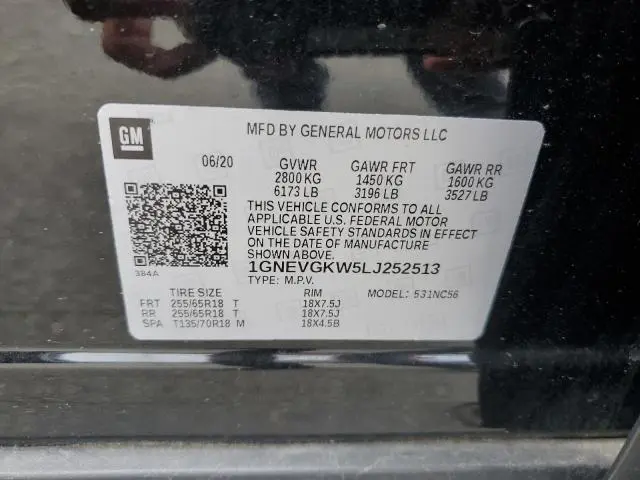 GM
MFD BY GENERAL MOTORS LLC
06/20 GVWR GAWR FRT GAWR RR
2800 KG 1450 KG 1600 KG
6173 LB 3196 LB 3527 LB
THIS VEHICLE CONFORMS TO ALL
APPLICABLE U.S. FEDERAL MOTOR
VEHICLE SAFETY STANDARDS IN EFFECT
ON THE DATE OF MANUFACTURE
SHOWN ABOVE.
1GNEVGKW5LJ252513
384A
TYPE: M.P.V.
TIRE SIZE RIM MODEL: 531NC56
FRT 255/65R18 T 18X7.5J
RR 255/65R18 T 18X7.5J
SPA T135/70R18 M 18X4.5B